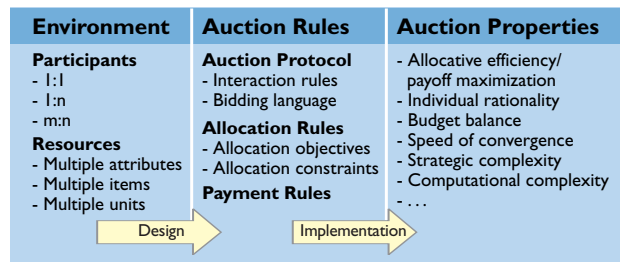 Environment
Participants
- 1:1
- 1:n
- m:n
Resources
- Multiple attributes
- Multiple items
- Multiple units
Auction Rules
Auction Protocol
- Interaction rules
- Bidding language
Allocation Rules
- Allocation objectives
- Allocation constraints
Payment Rules
Auction Properties
- Allocative efficiency/
payoff maximization
- Individual rationality
- Budget balance
- Speed of convergence
- Strategic complexity
- Computational complexity
- . . .
Design
Implementation